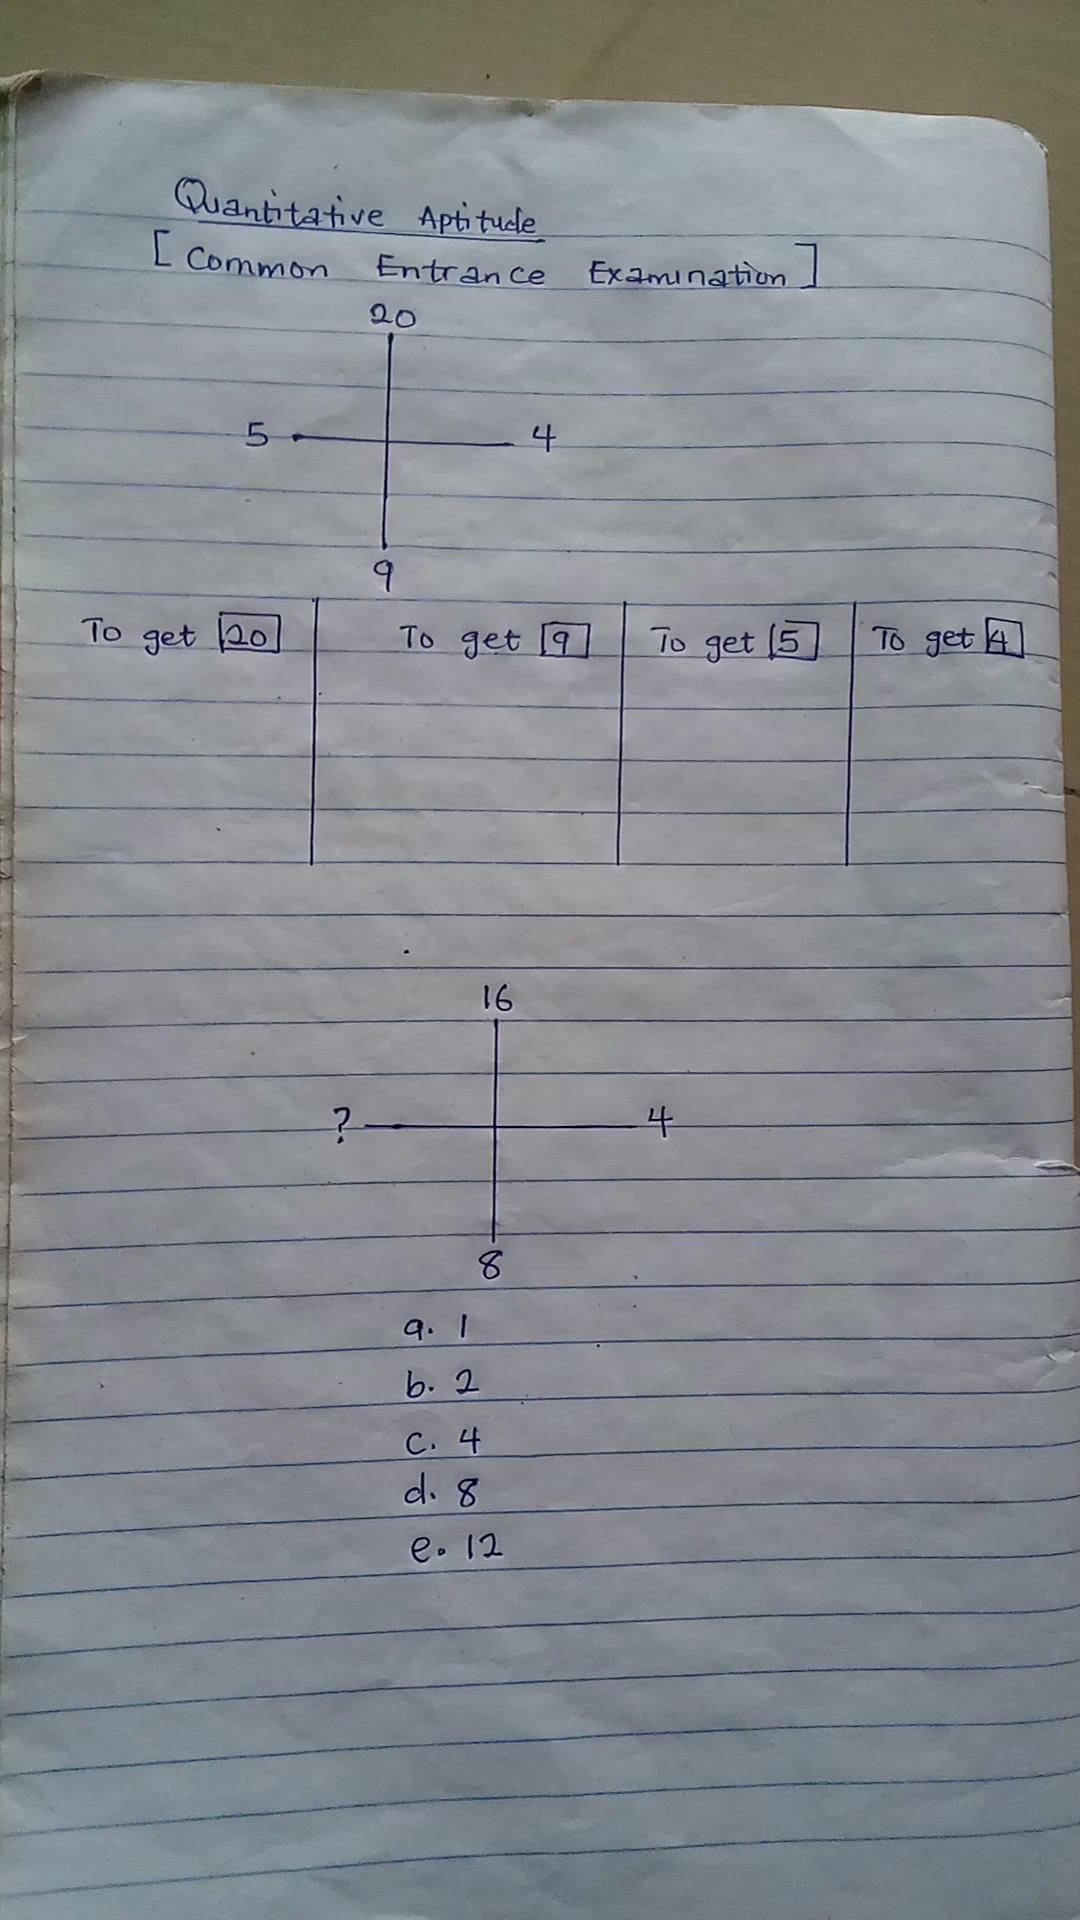 Quantitative Aptitude
[Common Entrance Examination]
20
5 4
9
To get 20 To get 9 To get 5 To get 4
16
? 4
8
a. 1
b. 2
c. 4
d. 8
e. 12